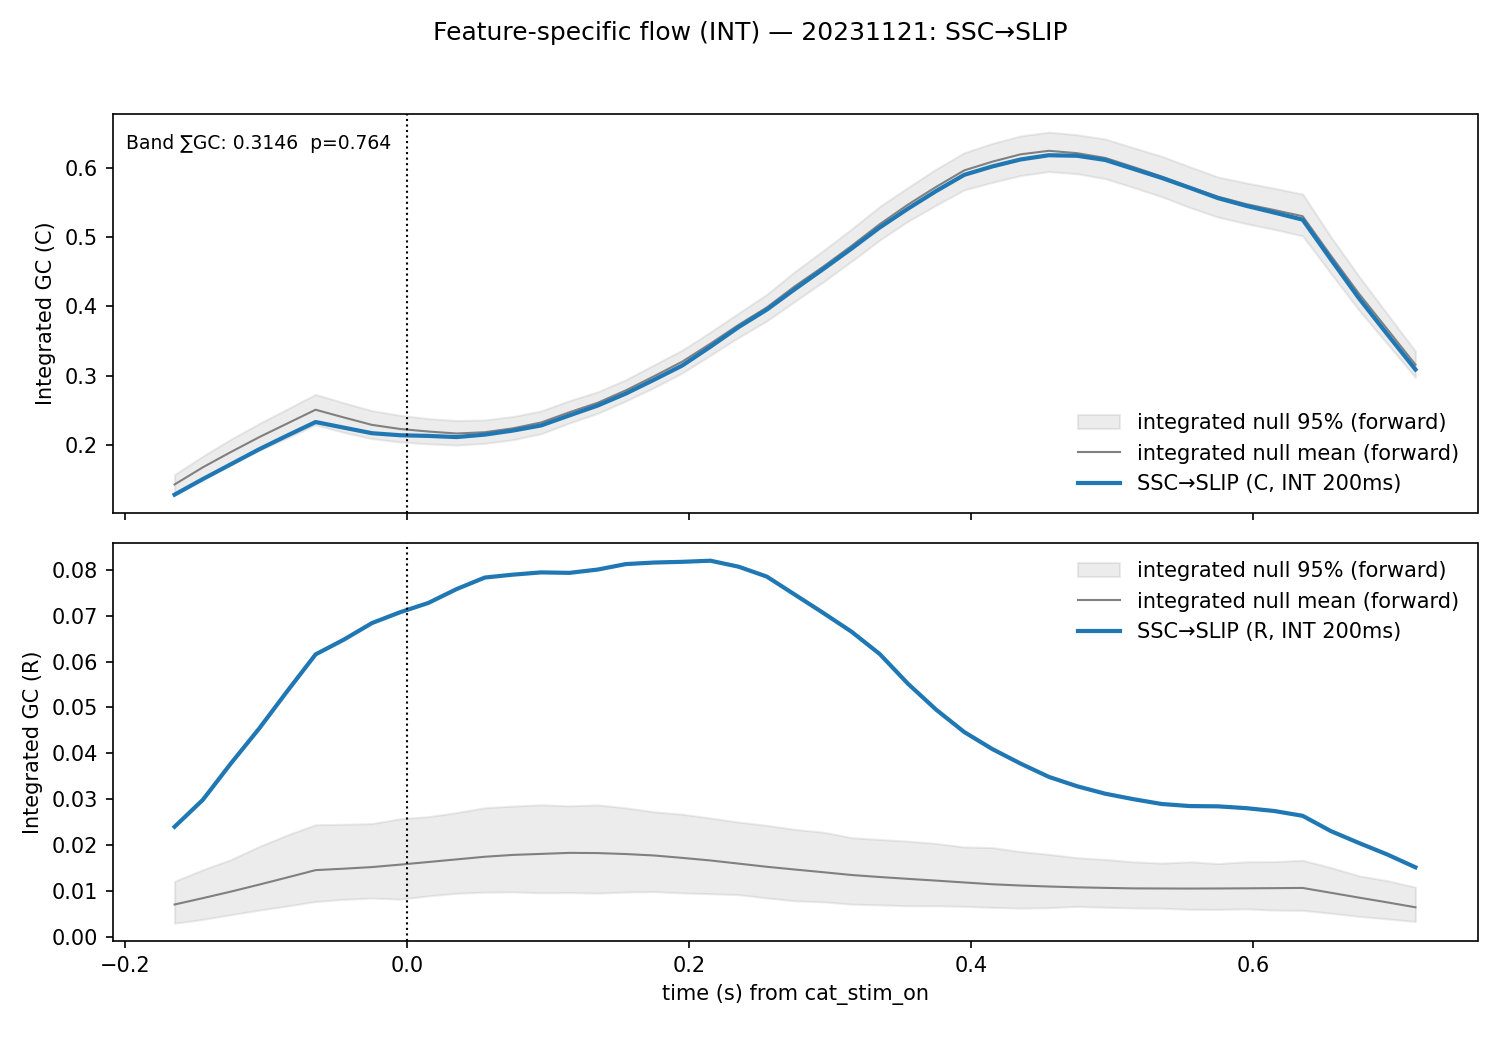 Feature-specific flow (INT) — 20231121: SSC→SLIP
Band ∑GC: 0.3146  p=0.764
Integrated GC (C)
0.6
0.5
0.4
0.3
0.2
integrated null 95% (forward)
integrated null mean (forward)
SSC→SLIP (C, INT 200ms)
Integrated GC (R)
0.08
0.07
0.06
0.05
0.04
0.03
0.02
0.01
0.00
integrated null 95% (forward)
integrated null mean (forward)
SSC→SLIP (R, INT 200ms)
−0.2 0.0 0.2 0.4 0.6
time (s) from cat_stim_on